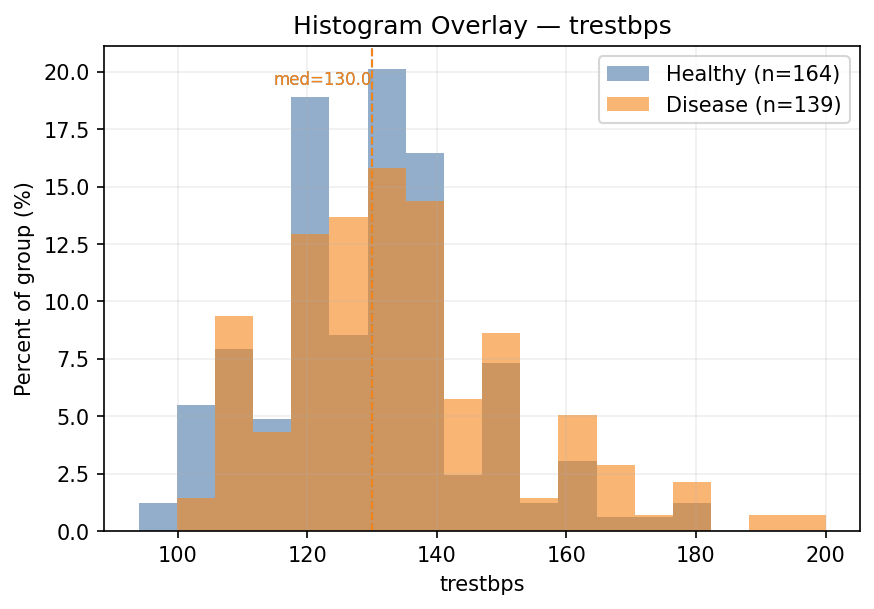 Histogram Overlay — trestbps
med=130.0
Healthy (n=164)
Disease (n=139)
Percent of group (%)
20.0
17.5
15.0
12.5
10.0
7.5
5.0
2.5
0.0
100
120
140
160
180
200
trestbps